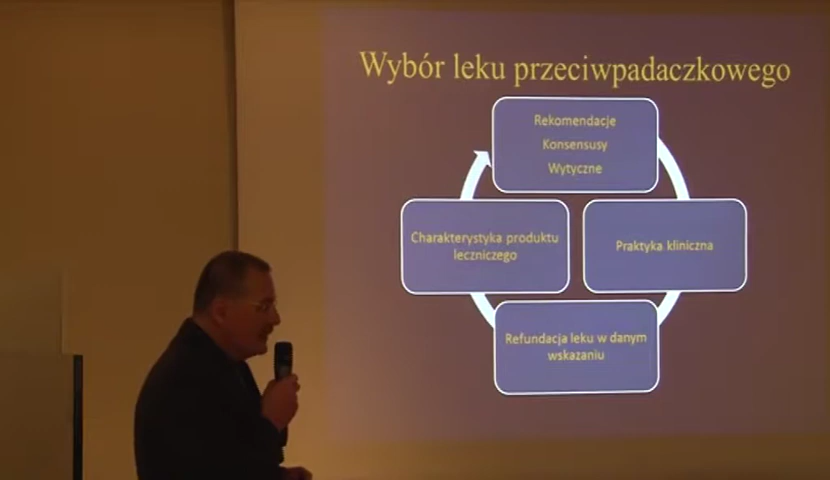 Wybór leku przeciwpadaczkowego
Rekomendacje
Konsensusy
Wytyczne
Charakterystyka produktu
leczniczego
Praktyka kliniczna
Refundacja leku w danym
wskazaniu